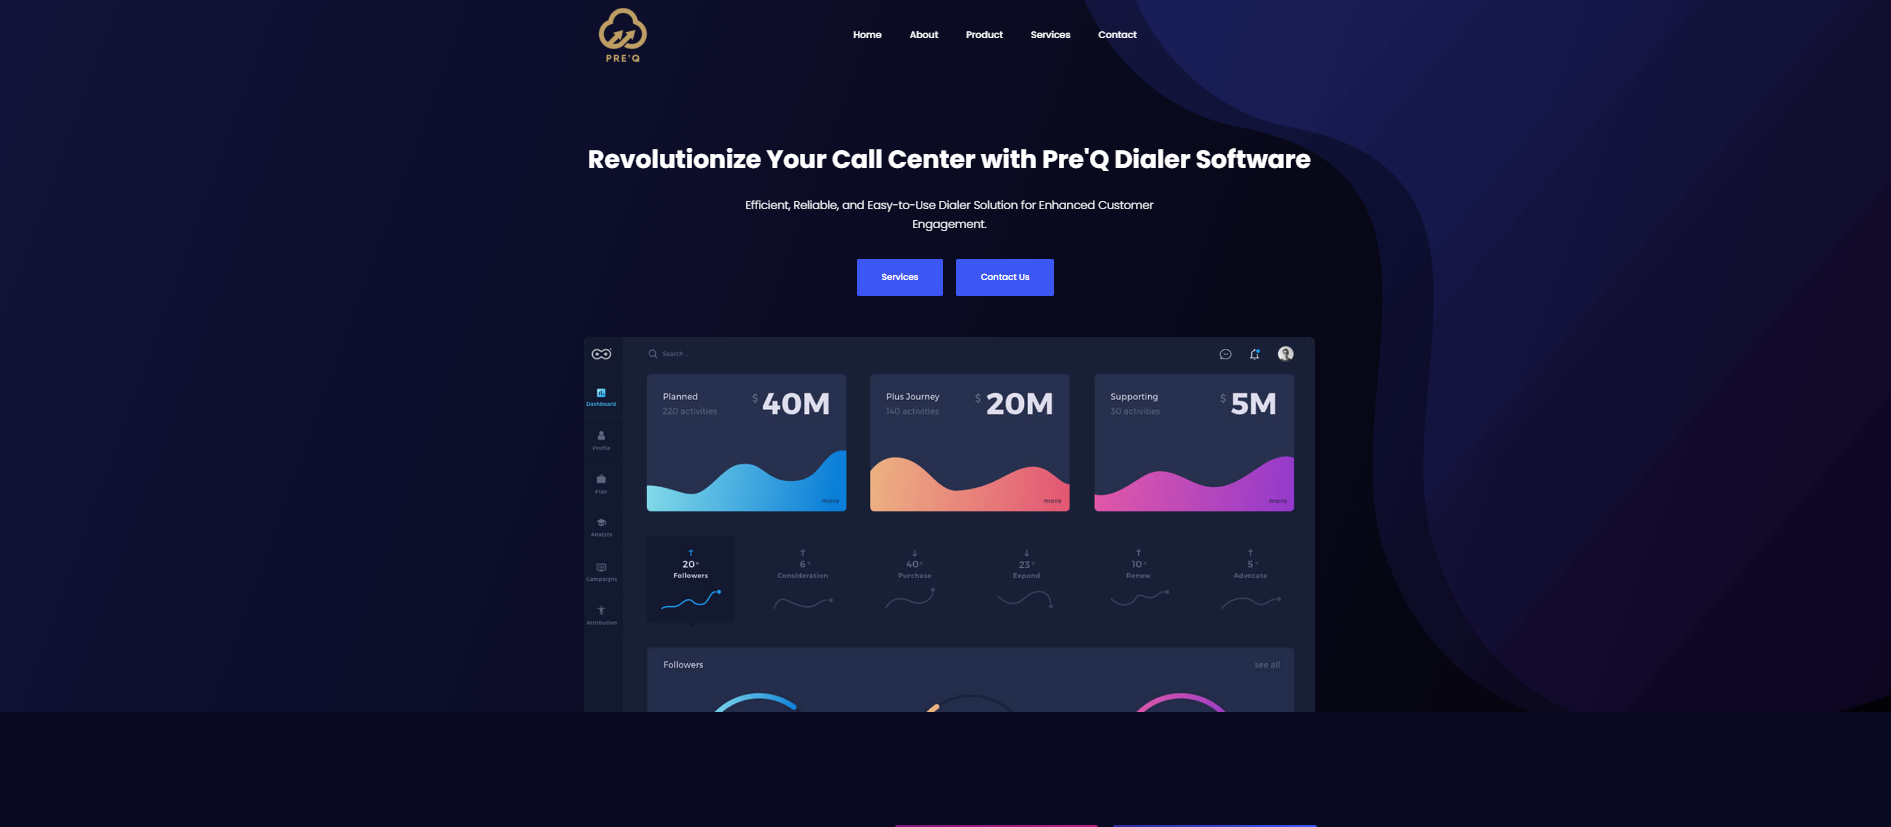 PRE'Q
Home About Product Services Contact
Revolutionize Your Call Center with Pre'Q Dialer Software
Efficient, Reliable, and Easy-to-Use Dialer Solution for Enhanced Customer
Engagement.
Services Contact Us
Search...
Dashboard
Profile
Plan
Analyze
Campaigns
Attribution
Planned $ 40M
220 activities
more
Plus Journey $ 20M
140 activities
more
Supporting $ 5M
30 activities
more
20
Followers
6
Consideration
40
Purchase
23
Expand
10
Renew
5
Advocate
Followers see all